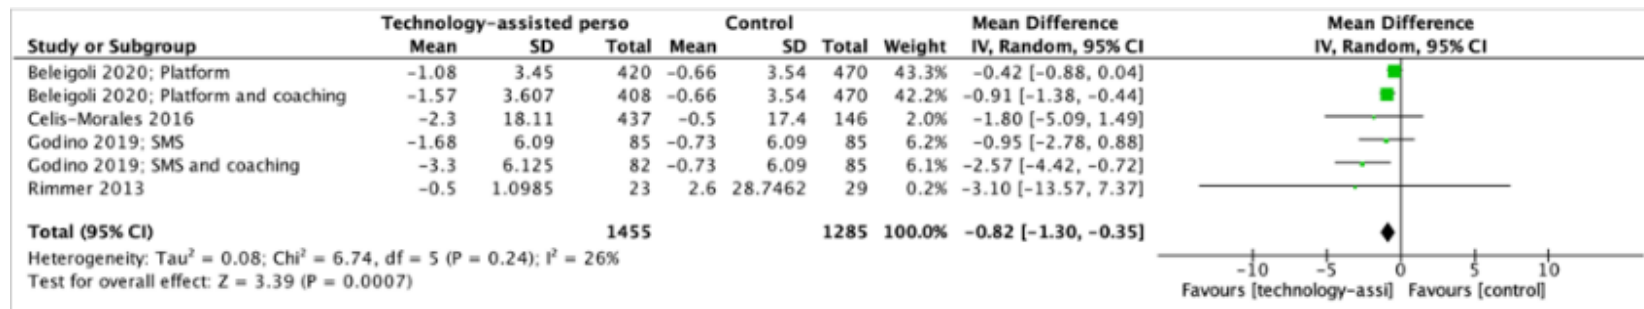 Technology-assisted perso Control Mean Difference Mean Difference
Study or Subgroup Mean SD Total Mean SD Total Weight IV, Random, 95% CI IV, Random, 95% CI
Beleigoli 2020; Platform -1.08 3.45 420 -0.66 3.54 470 43.3% -0.42 [-0.88, 0.04]
Beleigoli 2020; Platform and coaching -1.57 3.607 408 -0.66 3.54 470 42.2% -0.91 [-1.38, -0.44]
Celis-Morales 2016 -2.3 18.11 437 -0.5 17.4 146 2.0% -1.80 [-5.09, 1.49]
Godino 2019; SMS -1.68 6.09 85 -0.73 6.09 85 6.2% -0.95 [-2.78, 0.88]
Godino 2019; SMS and coaching -3.3 6.125 82 -0.73 6.09 85 6.1% -2.57 [-4.42, -0.72]
Rimmer 2013 -0.5 1.0985 23 2.6 28.7462 29 0.2% -3.10 [-13.57, 7.37]
Total (95% CI) 1455 1285 100.0% -0.82 [-1.30, -0.35]
Heterogeneity: Tau² = 0.08; Chi² = 6.74, df = 5 (P = 0.24); I² = 26%
Test for overall effect: Z = 3.39 (P = 0.0007)
-10 -5 0 5 10
Favours [technology-assi] Favours [control]